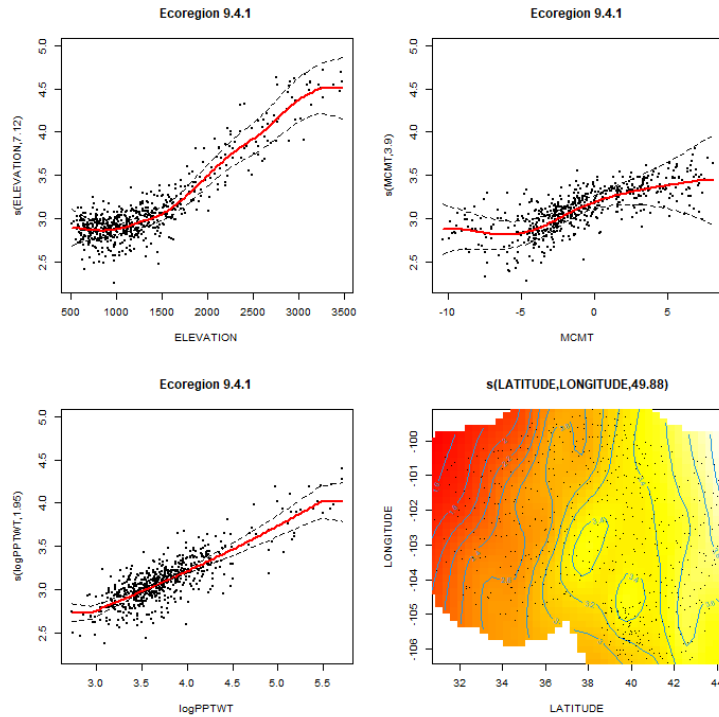 Ecoregion 9.4.1
s(ELEVATION,7.12)
5.0
4.5
4.0
3.5
3.0
2.5
500 1000 1500 2000 2500 3000 3500
ELEVATION
Ecoregion 9.4.1
s(MCMT,3.9)
5.0
4.5
4.0
3.5
3.0
2.5
-10 -5 0 5
MCMT
Ecoregion 9.4.1
s(logPPTWT,1.95)
5.0
4.5
4.0
3.5
3.0
2.5
3.0 3.5 4.0 4.5 5.0 5.5
logPPTWT
s(LATITUDE,LONGITUDE,49.88)
LONGITUDE
-100
-101
-102
-103
-104
-105
-106
32 34 36 38 40 42 44
LATITUDE